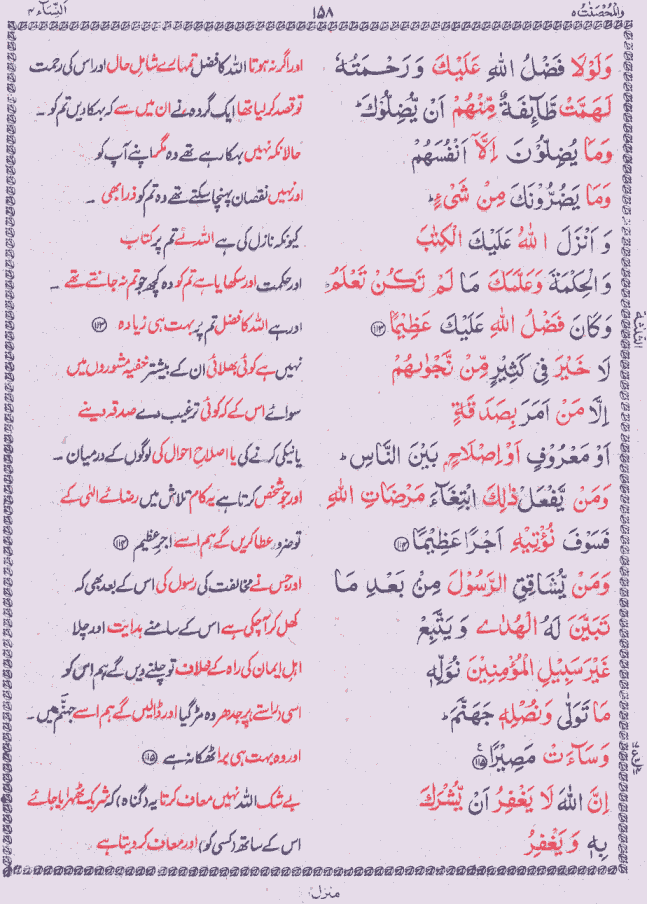 والمحصنت ۵ ۱۵۸ النسآء ۴
وَلَوْلَا فَضْلُ اللّٰهِ عَلَيْكَ وَ رَحْمَتُهٗ اور اگر نہ ہوتا اللہ کا فضل تمہارے شاملِ حال اور اس کی رحمت
لَهَمَّتْ طَّآئِفَةٌ مِّنْهُمْ اَنْ يُّضِلُّوْكَ ؕ تو قصد کر لیا تھا ایک گروہ نے ان میں سے کہ بہکا دیں تم کو ۔
وَمَا يُضِلُّوْنَ اِلَّاۤ اَنْفُسَهُمْ حالانکہ نہیں بہکا رہے تھے وہ مگر اپنے آپ کو
وَمَا يَضُرُّوْنَكَ مِنْ شَیْءٍ ؕ اور نہیں نقصان پہنچا سکتے تھے وہ تم کو ذرا بھی ۔
وَ اَنْزَلَ اللّٰهُ عَلَيْكَ الْكِتٰبَ کیونکہ نازل کی ہے اللہ نے تم پر کتاب
وَالْحِكْمَةَ وَعَلَّمَكَ مَا لَمْ تَكُنْ تَعْلَمُ ؕ اور حکمت اور سکھایا ہے تم کو وہ کچھ جو تم نہ جانتے تھے ۔
وَكَانَ فَضْلُ اللّٰهِ عَلَيْكَ عَظِيْمًا ﴿۱۱۳﴾ اور ہے اللہ کا فضل تم پر بہت ہی زیادہ ﴿۱۱۳﴾
لَا خَيْرَ فِیْ كَثِيْرٍ مِّنْ نَّجْوٰىهُمْ نہیں ہے کوئی بھلائی ان کے بیشتر خفیہ مشوروں میں
اِلَّا مَنْ اَمَرَ بِصَدَقَةٍ سوائے اس کے کہ کوئی ترغیب دے صدقہ دینے
اَوْ مَعْرُوْفٍ اَوْ اِصْلَاحٍ بَيْنَ النَّاسِ ؕ یا نیکی کرنے کی یا اصلاحِ احوال کی لوگوں کے درمیان ۔
وَمَنْ يَّفْعَلْ ذٰلِكَ ابْتِغَآءَ مَرْضَاتِ اللّٰهِ اور جو شخص کرتا ہے یہ کام تلاش میں رضائے الٰہی کے
فَسَوْفَ نُؤْتِيْهِ اَجْرًا عَظِيْمًا ﴿۱۱۴﴾ تو ضرور عطا کریں گے ہم اسے اجرِ عظیم ﴿۱۱۴﴾
وَمَنْ يُّشَاقِقِ الرَّسُوْلَ مِنْ بَعْدِ مَا اور جس نے مخالفت کی رسول کی اس کے بعد بھی کہ
تَبَيَّنَ لَهُ الْهُدٰى وَ يَتَّبِعْ کھل کر آ چکی ہے اس کے سامنے ہدایت اور چلا
غَيْرَ سَبِيْلِ الْمُؤْمِنِيْنَ نُوَلِّهٖ اہلِ ایمان کی راہ کے خلاف تو چلنے دیں گے ہم اس کو
مَا تَوَلّٰى وَنُصْلِهٖ جَهَنَّمَ ؕ اسی راستے پر جدھر وہ مڑ گیا اور ڈالیں گے ہم اسے جہنم میں ۔
وَسَآءَتْ مَصِيْرًا ﴿۱۱۵﴾ ع اور وہ بہت ہی برا ٹھکانہ ہے ﴿۱۱۵﴾
اِنَّ اللّٰهَ لَا يَغْفِرُ اَنْ يُّشْرَكَ بے شک اللہ نہیں معاف کرتا یہ (گناہ) کہ شریک ٹھہرایا جائے
بِهٖ وَ يَغْفِرُ اس کے ساتھ (کسی کو) اور معاف کر دیتا ہے
منزل